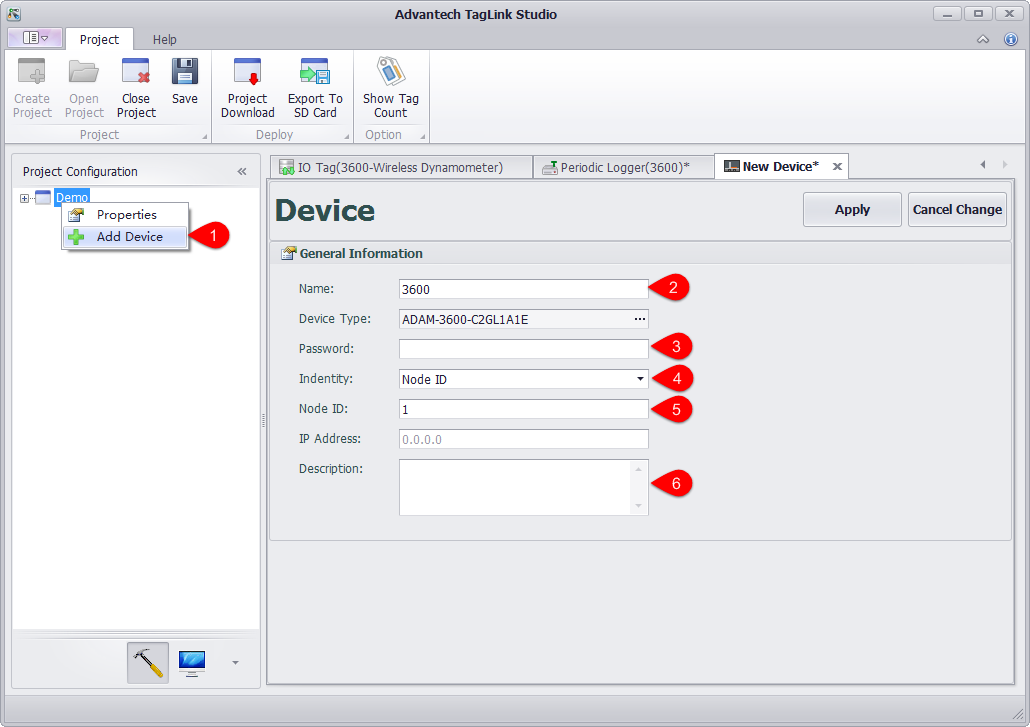 Advantech TagLink Studio
Project Help
Create Project
Open Project
Close Project
Save
Project Download
Export To SD Card
Show Tag Count
Project
Deploy
Option
Project Configuration
Demo
Properties
Add Device
1
IO Tag(3600-Wireless Dynamometer)
Periodic Logger(3600)*
New Device*
Device
Apply
Cancel Change
General Information
Name: 3600 2
Device Type: ADAM-3600-C2GL1A1E ...
Password: 3
Indentity: Node ID 4
Node ID: 1 5
IP Address: 0.0.0.0
Description: 6